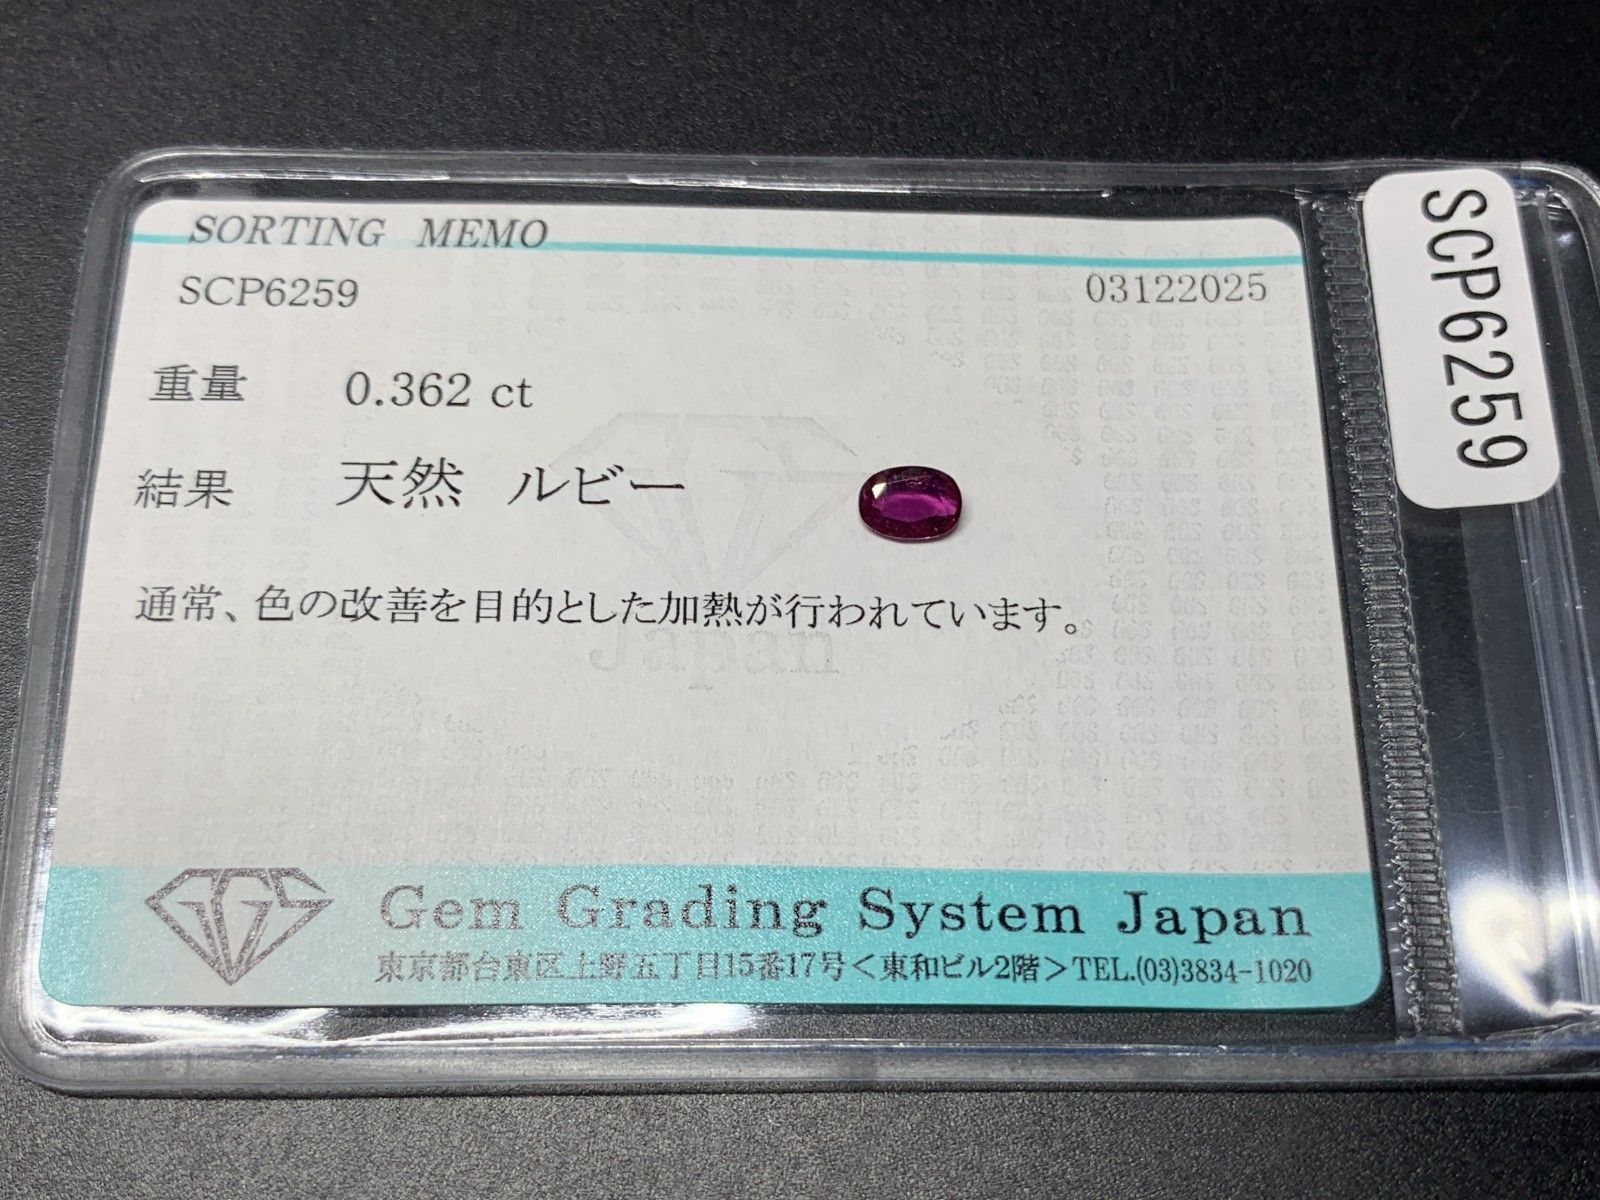 SORTING MEMO
SCP6259
03122025
重量 0.362 ct
結果 天然 ルビー
通常、色の改善を目的とした加熱が行われています。
Japan
Gem Grading System Japan
東京都台東区上野五丁目15番17号＜東和ビル2階＞TEL.(03)3834-1020
SCP6259